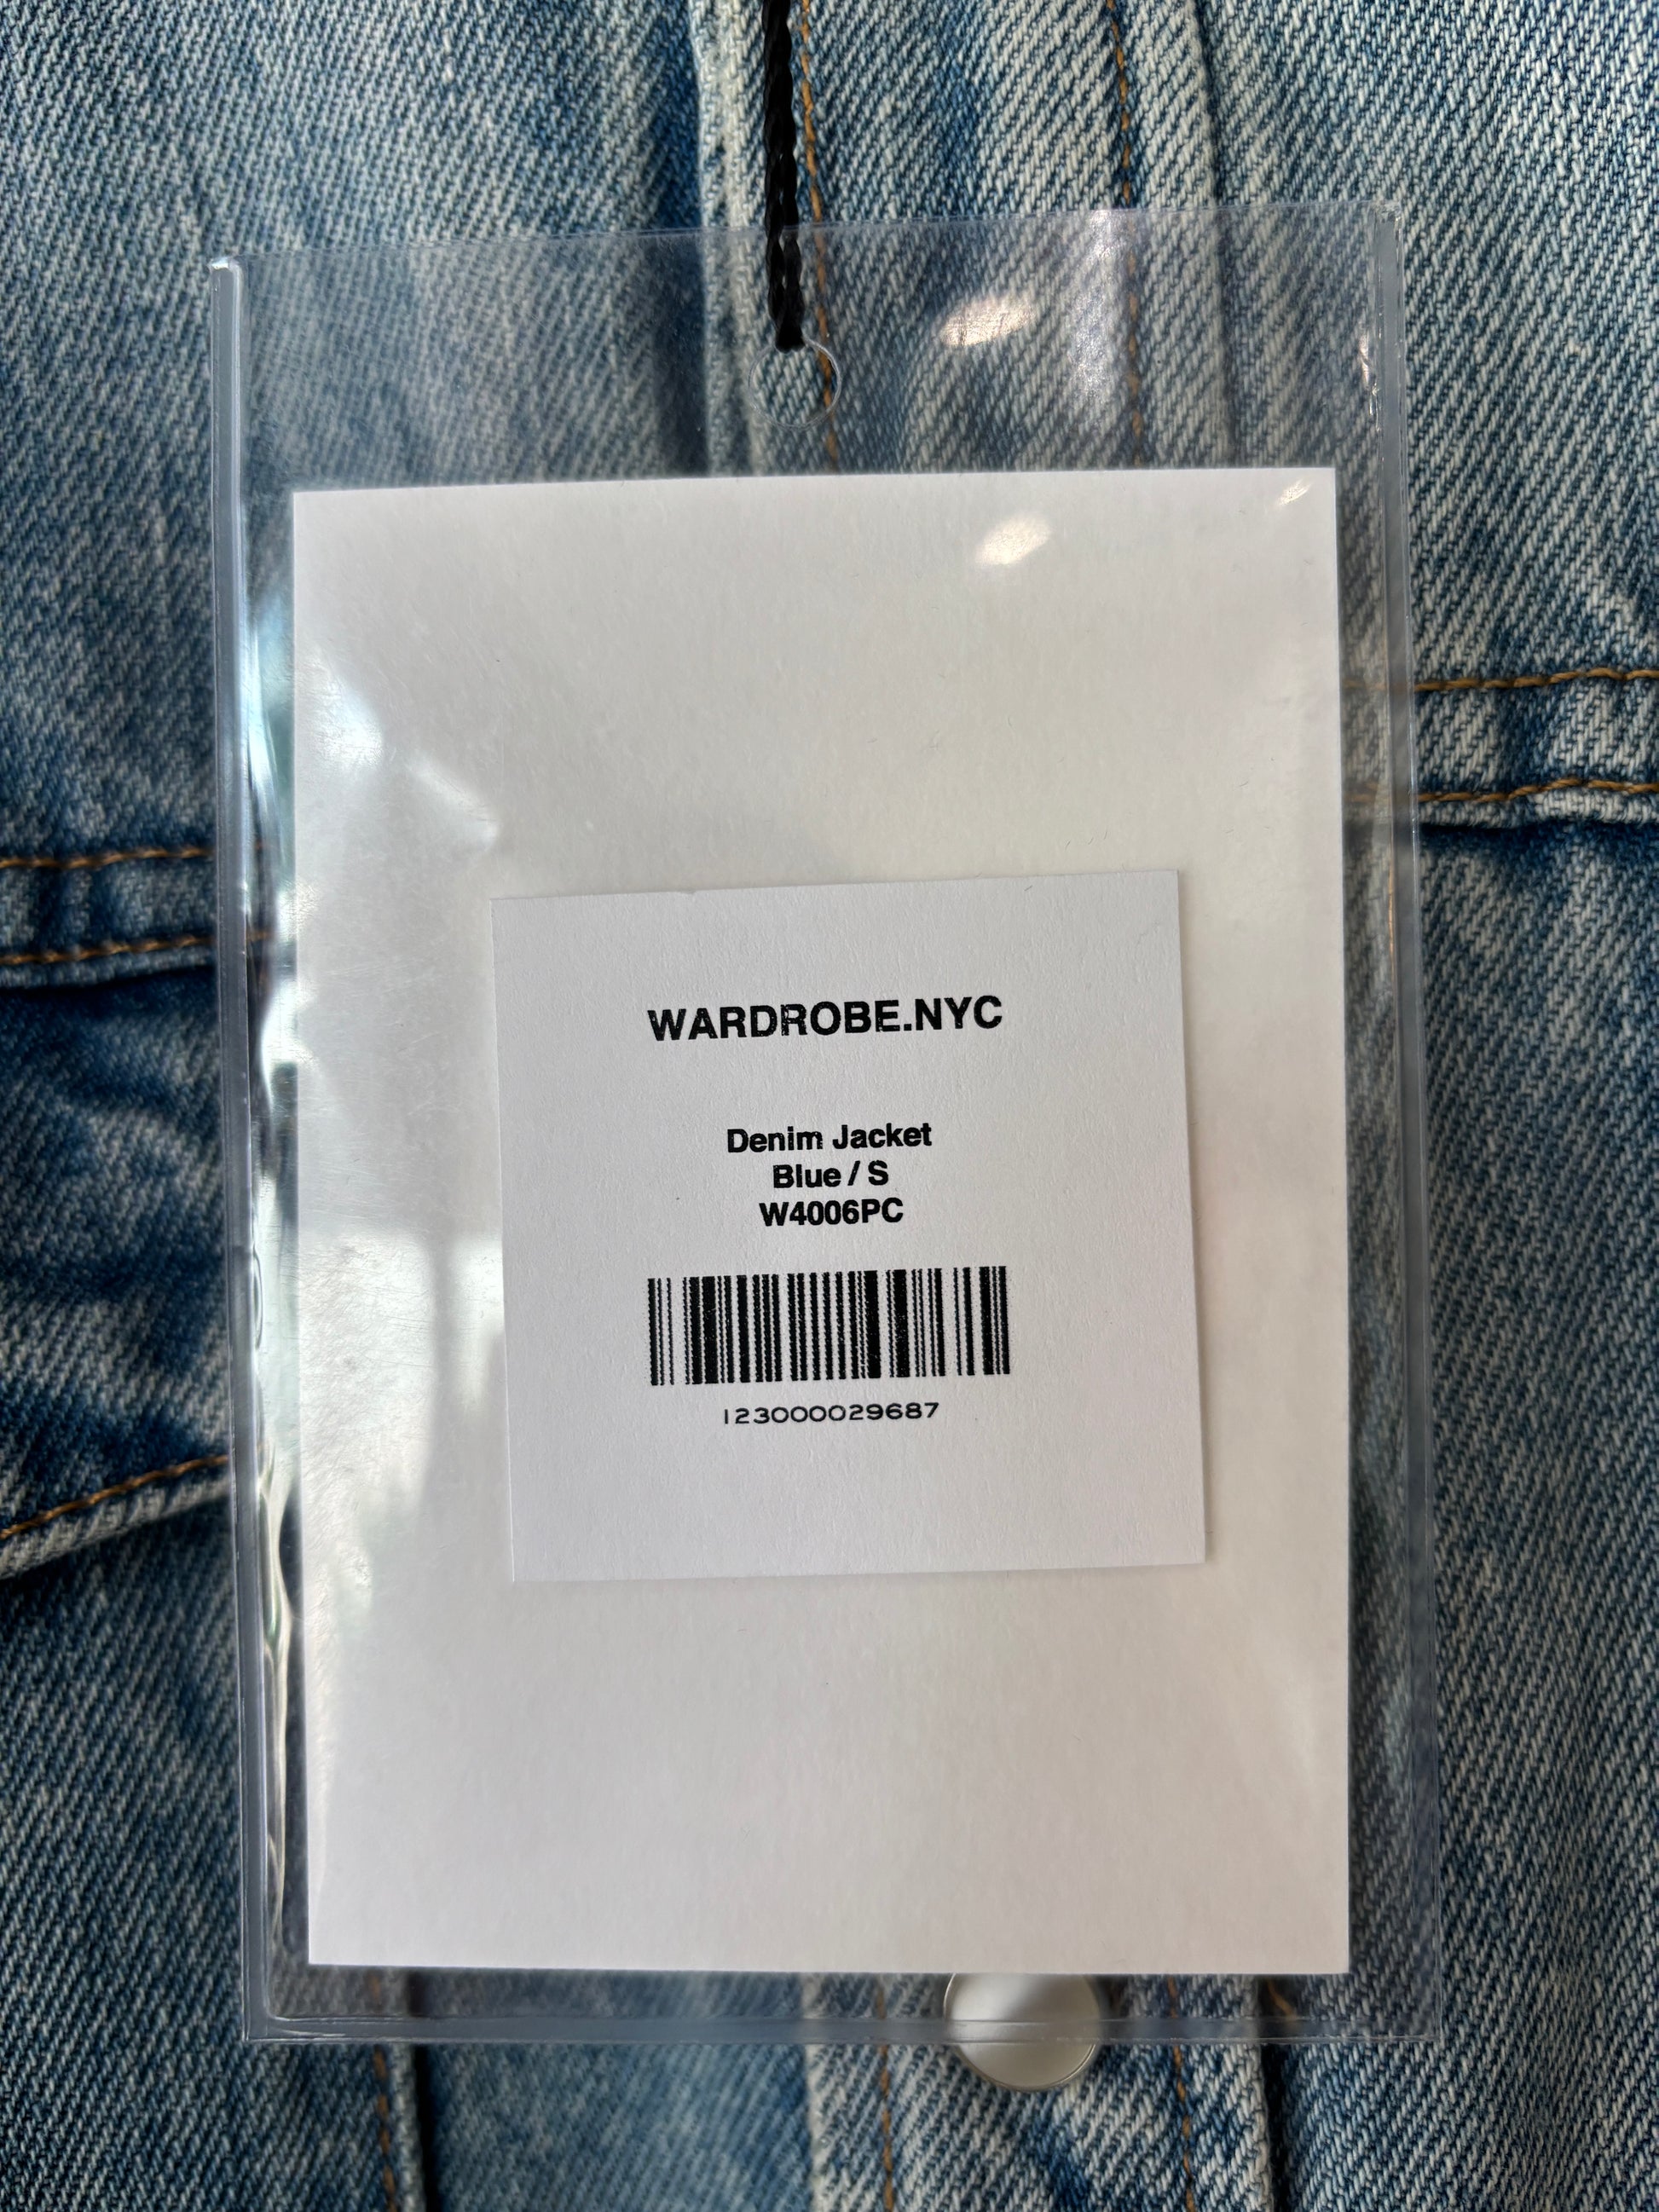 WARDROBE.NYC
Denim Jacket
Blue / S
W4006PC
123000029687